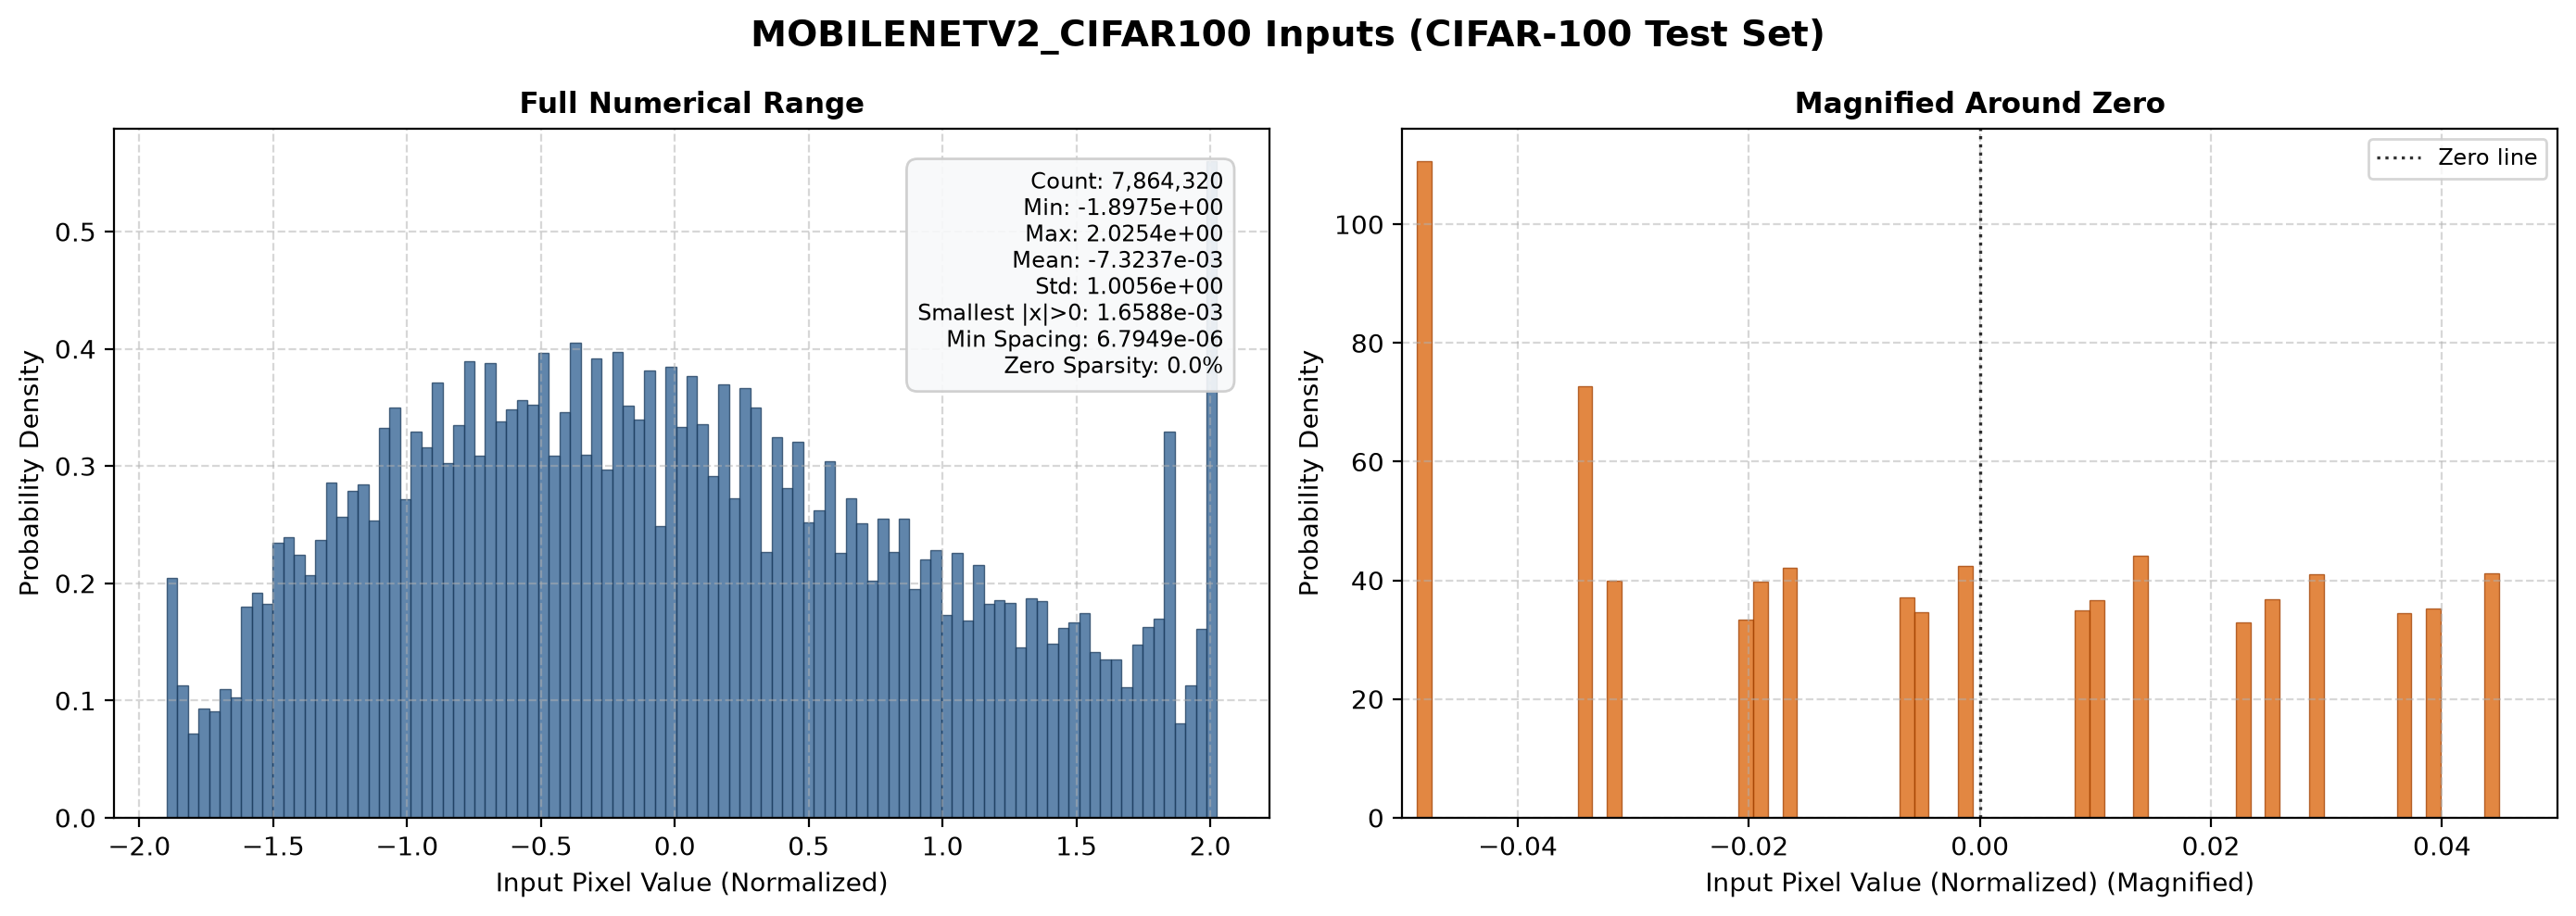 MOBILENETV2_CIFAR100 Inputs (CIFAR-100 Test Set)
Full Numerical Range
Probability Density
0.5
0.4
0.3
0.2
0.1
0.0
Count: 7,864,320
Min: -1.8975e+00
Max: 2.0254e+00
Mean: -7.3237e-03
Std: 1.0056e+00
Smallest |x|>0: 1.6588e-03
Min Spacing: 6.7949e-06
Zero Sparsity: 0.0%
−2.0 −1.5 −1.0 −0.5 0.0 0.5 1.0 1.5 2.0
Input Pixel Value (Normalized)
Magnified Around Zero
Probability Density
100
80
60
40
20
0
Zero line
−0.04 −0.02 0.00 0.02 0.04
Input Pixel Value (Normalized) (Magnified)